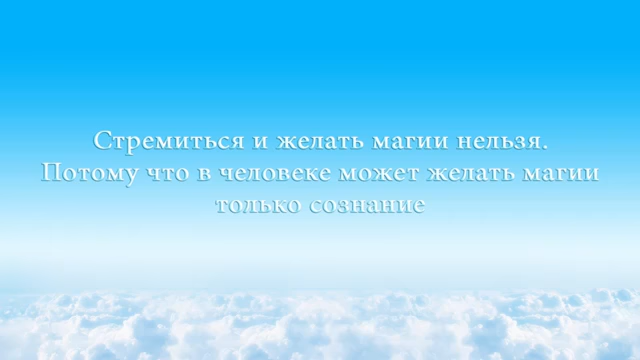 Стремиться и желать магии нельзя.
Потому что в человеке может желать магии
только сознание